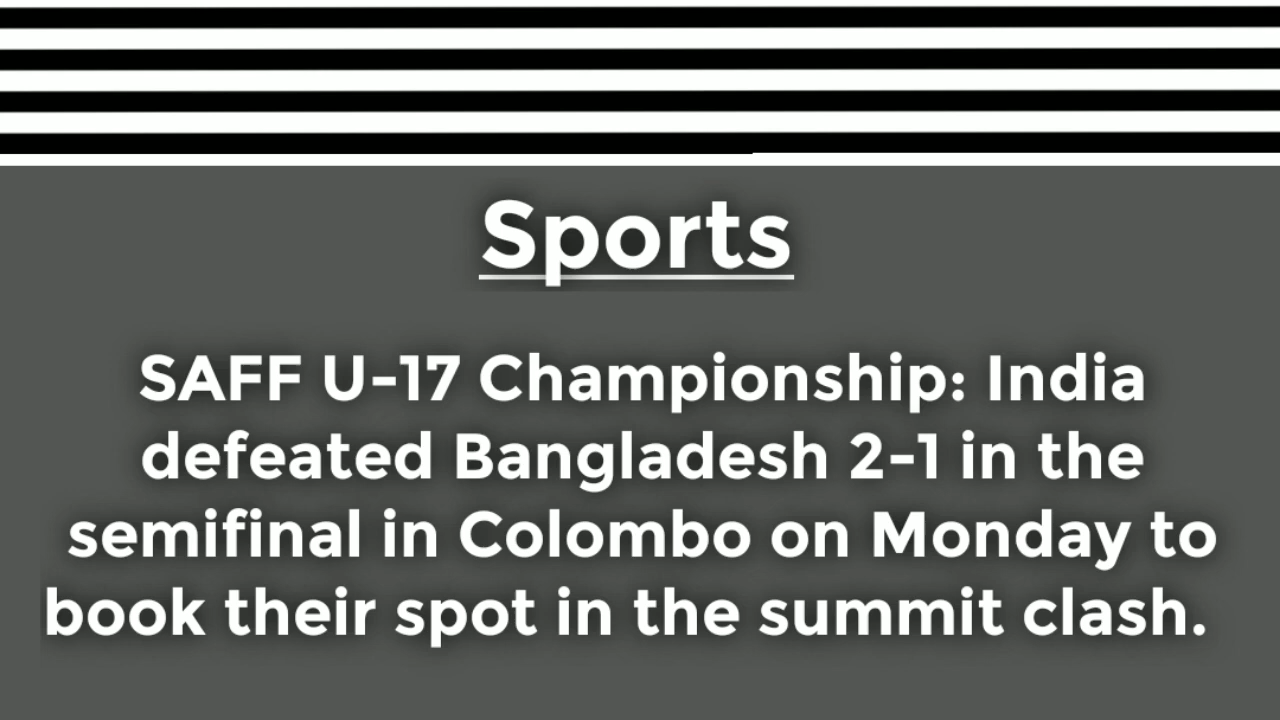 Sports
SAFF U-17 Championship: India
defeated Bangladesh 2-1 in the
semifinal in Colombo on Monday to
book their spot in the summit clash.